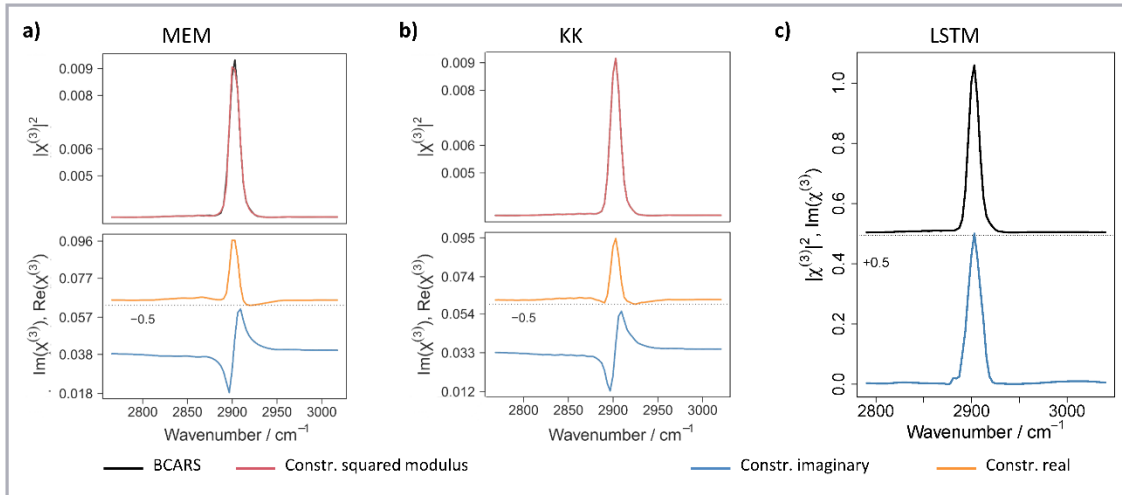 a) MEM
0.009
0.008
0.006
0.005
|χ⁽³⁾|²
0.096
0.077
0.057
0.038
0.018
Im(χ⁽³⁾), Re(χ⁽³⁾)
−0.5
2800 2850 2900 2950 3000
Wavenumber / cm⁻¹
b) KK
0.009
0.008
0.006
0.005
|χ⁽³⁾|²
0.095
0.074
0.054
0.033
0.012
Im(χ⁽³⁾), Re(χ⁽³⁾)
−0.5
2800 2850 2900 2950 3000
Wavenumber / cm⁻¹
c) LSTM
1.0
0.8
0.6
0.4
0.2
0.0
|χ⁽³⁾|², Im(χ⁽³⁾)
+0.5
2800 2900 3000
Wavenumber / cm⁻¹
BCARS Constr. squared modulus Constr. imaginary Constr. real